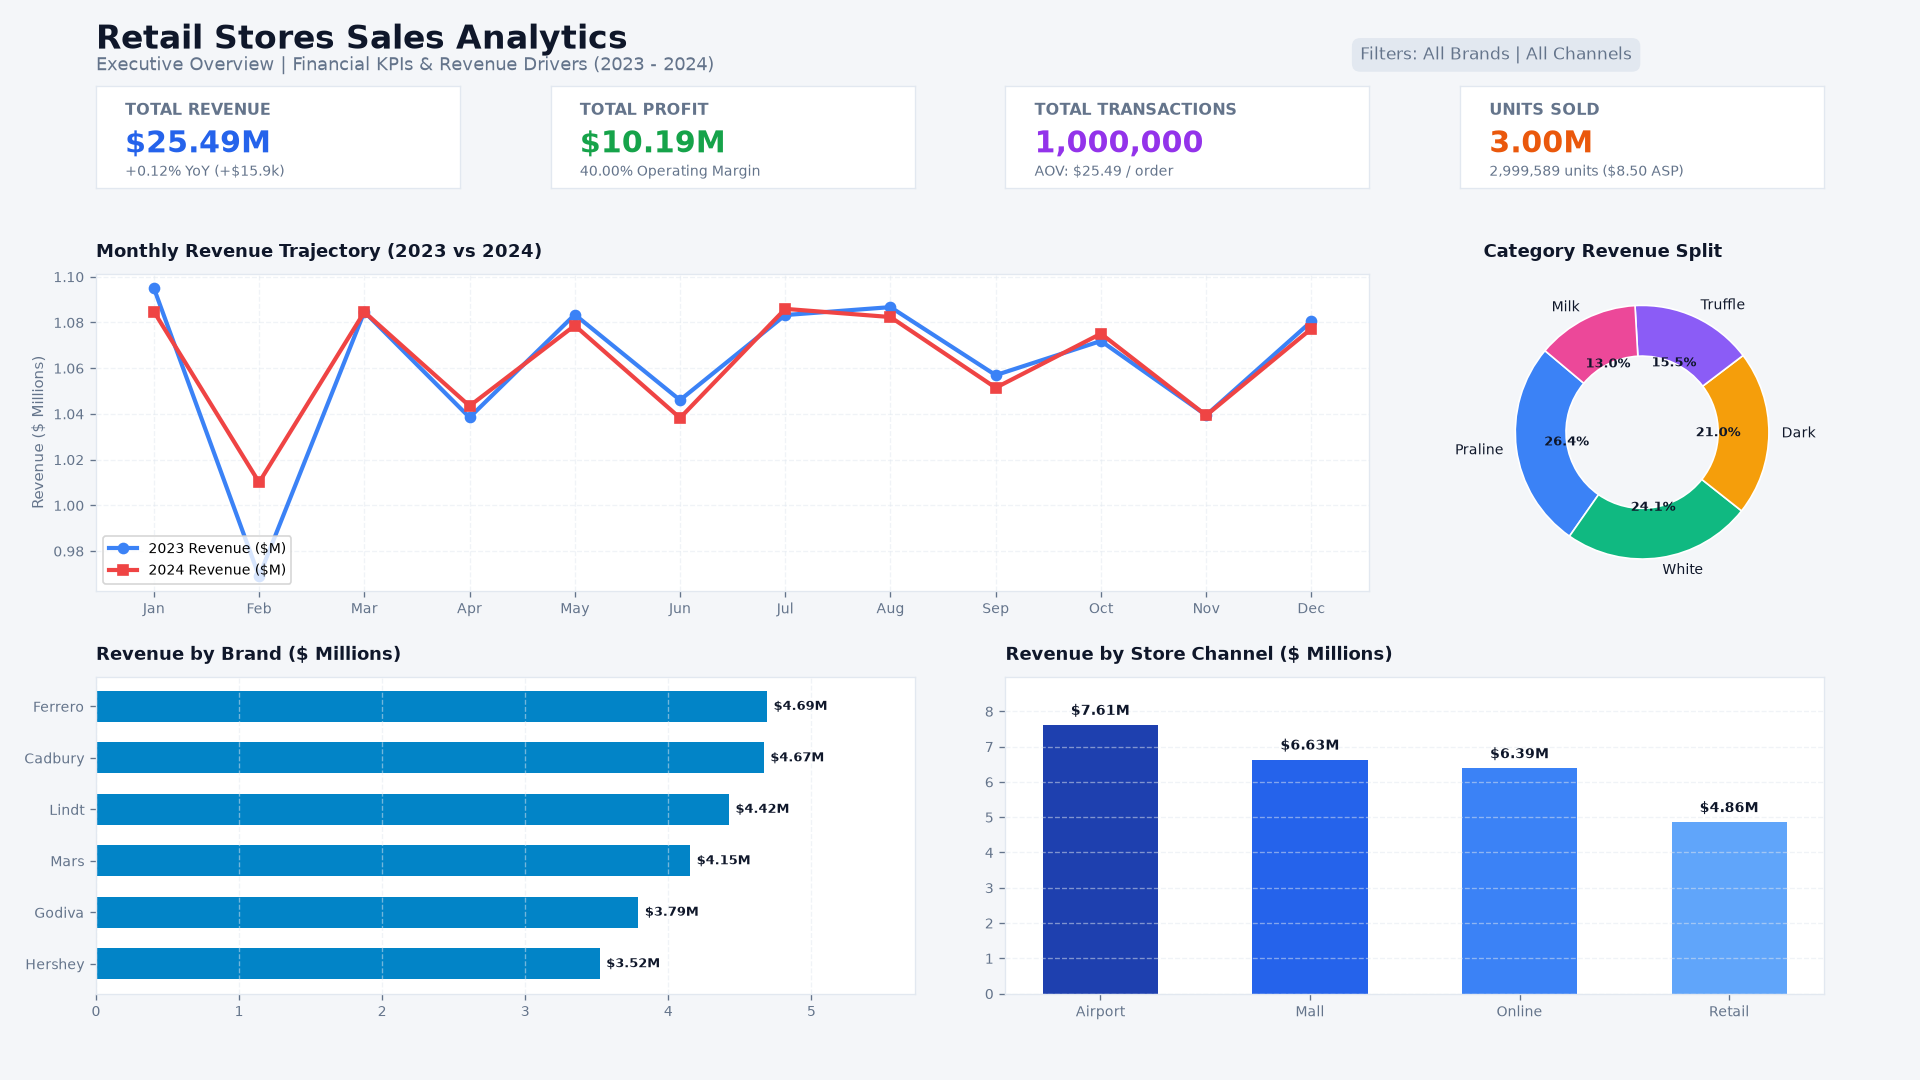 Retail Stores Sales Analytics
Executive Overview | Financial KPIs & Revenue Drivers (2023 - 2024)
Filters: All Brands | All Channels
TOTAL REVENUE
$25.49M
+0.12% YoY (+$15.9k)
TOTAL PROFIT
$10.19M
40.00% Operating Margin
TOTAL TRANSACTIONS
1,000,000
AOV: $25.49 / order
UNITS SOLD
3.00M
2,999,589 units ($8.50 ASP)
Monthly Revenue Trajectory (2023 vs 2024)
Revenue ($ Millions)
1.10
1.08
1.06
1.04
1.02
1.00
0.98
2023 Revenue ($M)
2024 Revenue ($M)
Jan Feb Mar Apr May Jun Jul Aug Sep Oct Nov Dec
Category Revenue Split
Milk
Truffle
13.0%
15.5%
Praline
26.4%
21.0%
Dark
24.1%
White
Revenue by Brand ($ Millions)
Ferrero $4.69M
Cadbury $4.67M
Lindt $4.42M
Mars $4.15M
Godiva $3.79M
Hershey $3.52M
0 1 2 3 4 5
Revenue by Store Channel ($ Millions)
8
7
6
5
4
3
2
1
0
$7.61M
$6.63M
$6.39M
$4.86M
Airport Mall Online Retail